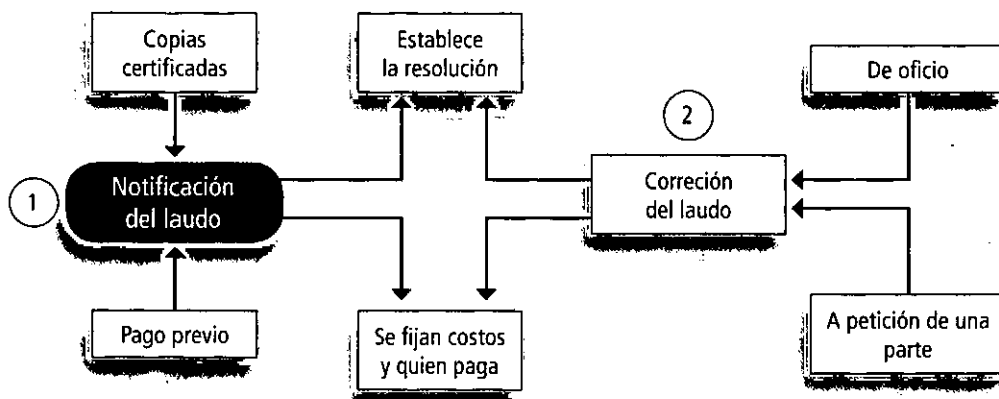 Copias
certificadas
Establece
la resolución
De oficio
2
1
Notificación
del laudo
Correción
del laudo
Pago previo
Se fijan costos
y quien paga
A petición de una
parte